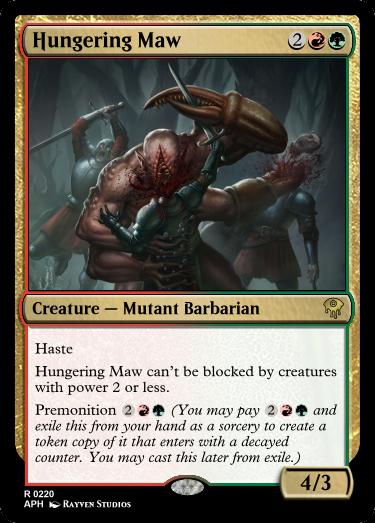 Hungering Maw 2
Creature — Mutant Barbarian
Haste
Hungering Maw can't be blocked by creatures
with power 2 or less.
Premonition 2 (You may pay 2 and
exile this from your hand as a sorcery to create a
token copy of it that enters with a decayed
counter. You may cast this later from exile.)
4/3
R 0220
APH Rayven Studios